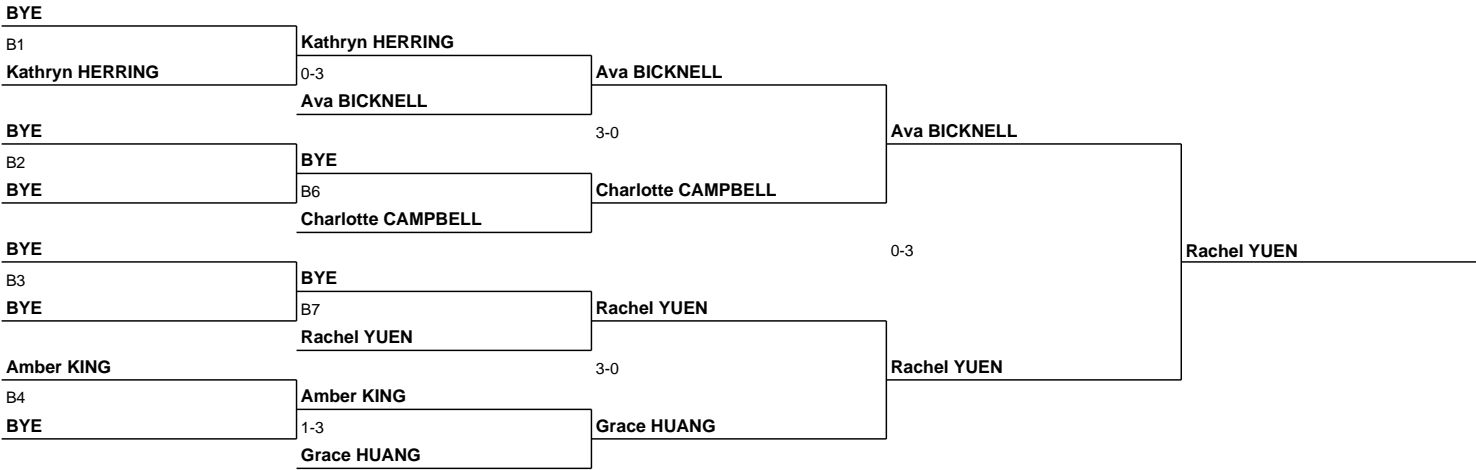 BYE
B1
Kathryn HERRING
Kathryn HERRING
0-3
Ava BICKNELL
Ava BICKNELL
BYE
B2
BYE
BYE
B6
Charlotte CAMPBELL
3-0
Charlotte CAMPBELL
Ava BICKNELL
BYE
B3
BYE
BYE
B7
Rachel YUEN
Rachel YUEN
Amber KING
B4
BYE
Amber KING
1-3
Grace HUANG
3-0
Grace HUANG
Rachel YUEN
0-3
Rachel YUEN